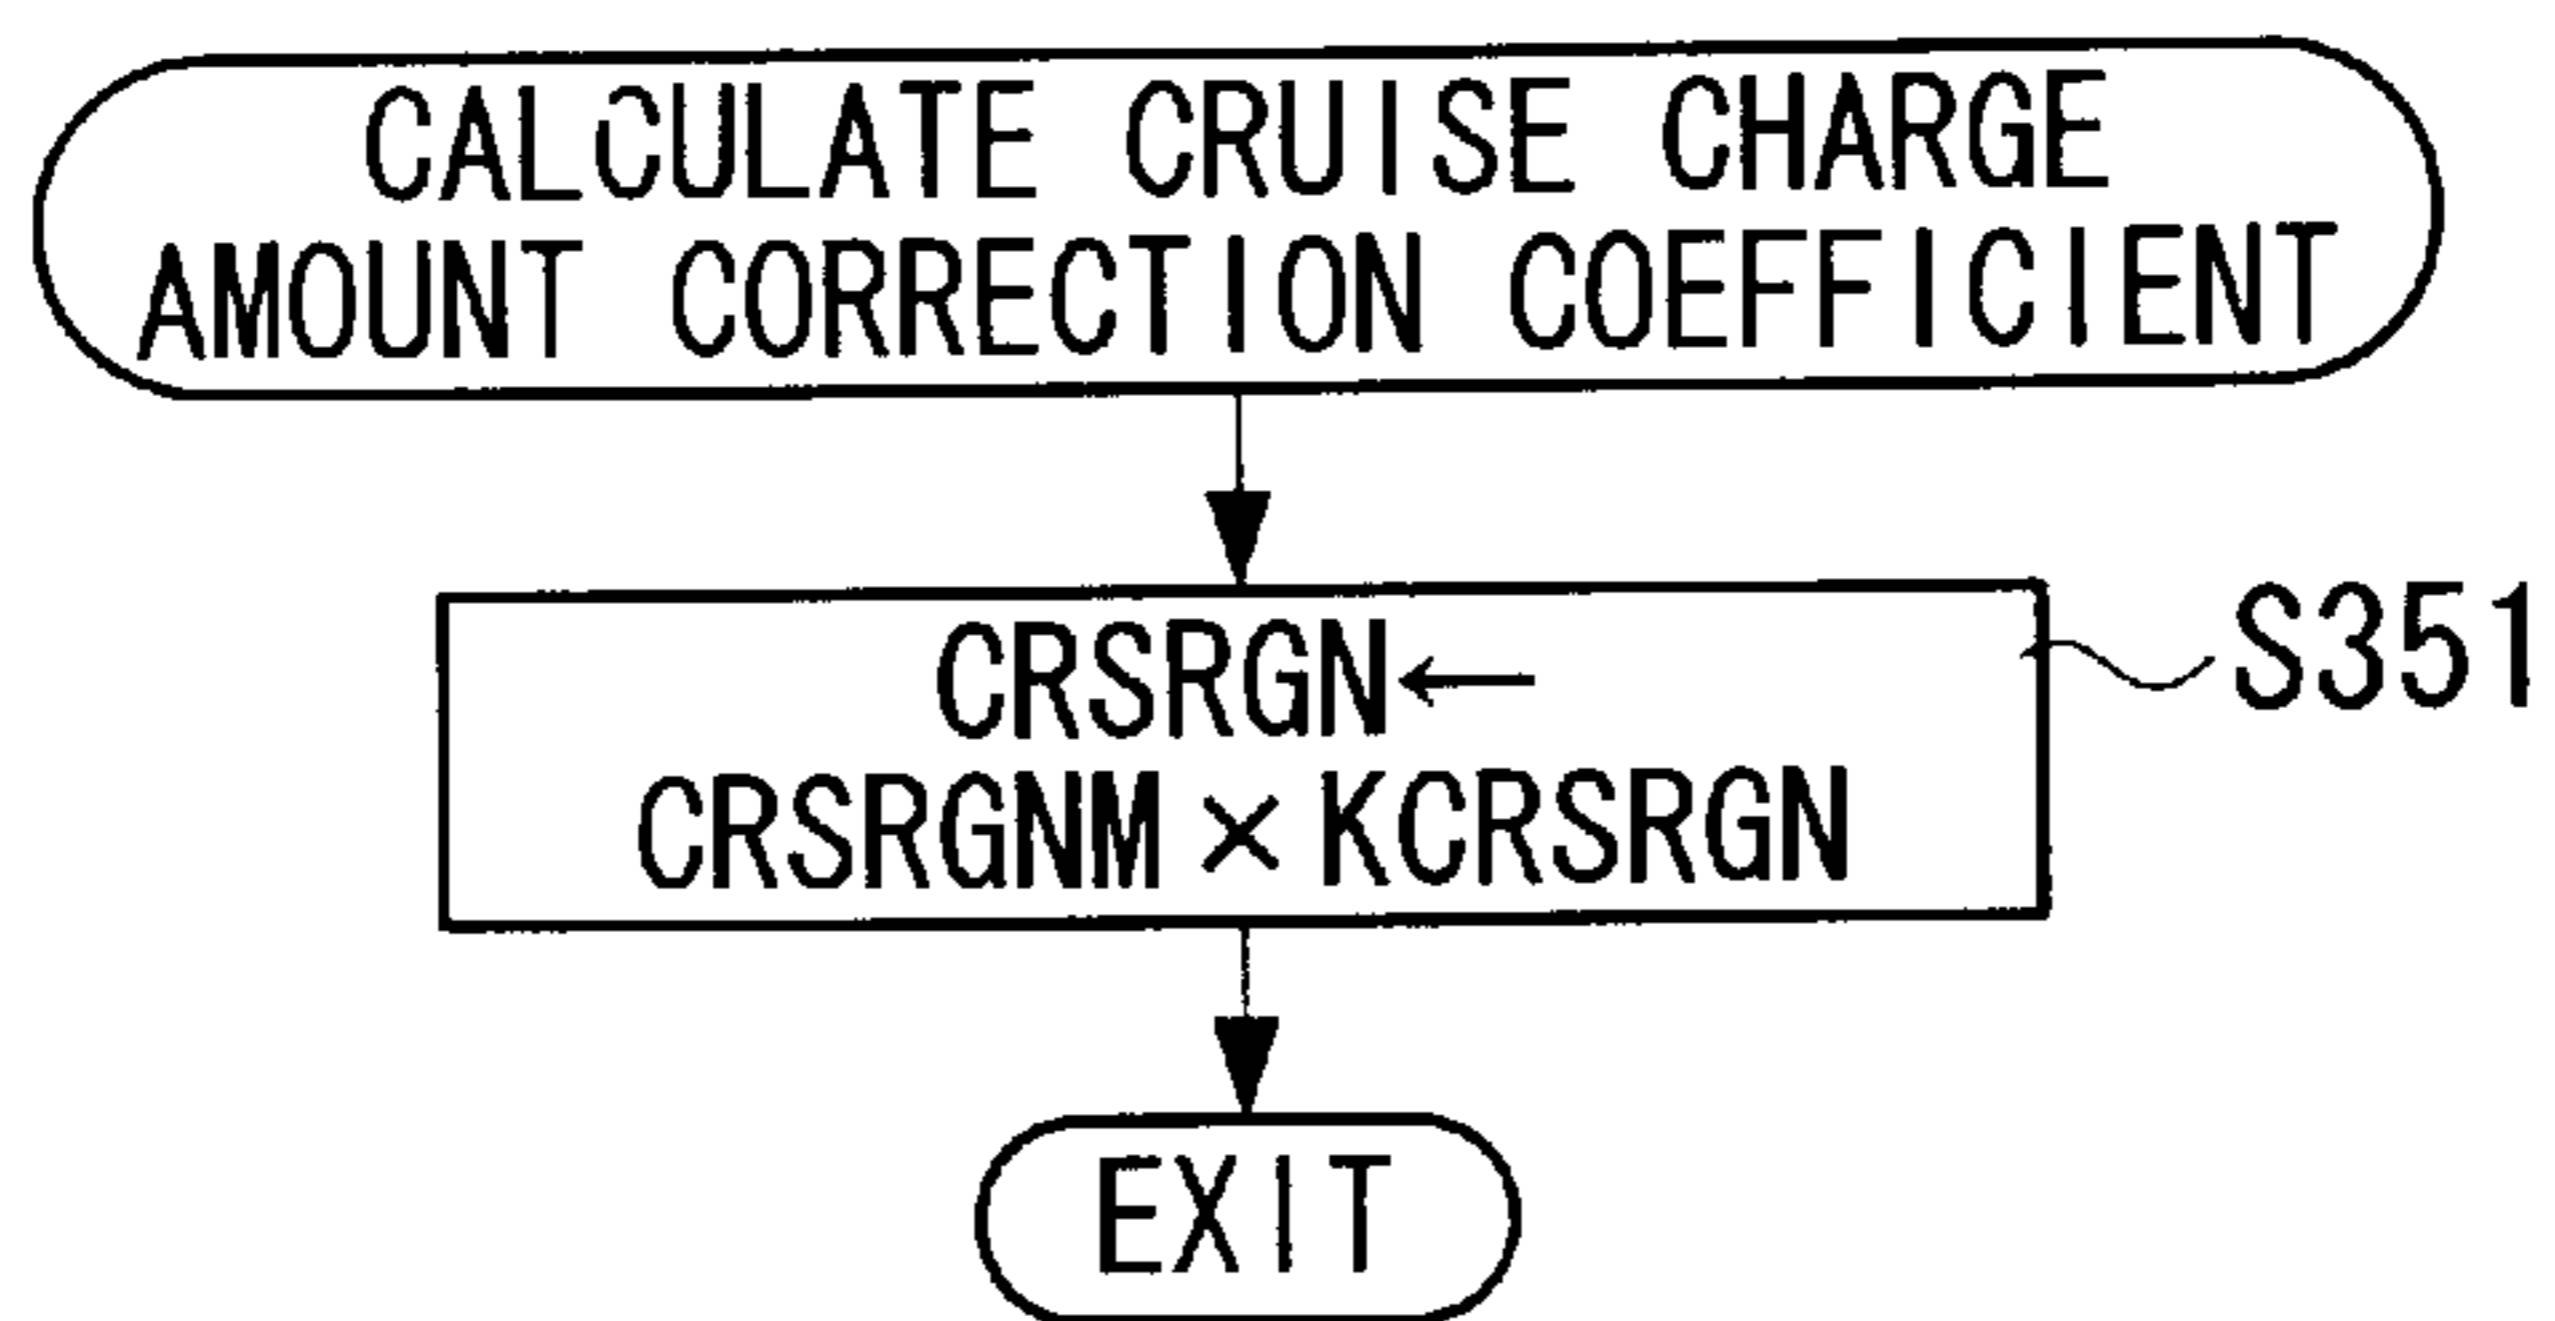 CALCULATE CRUISE CHARGE
AMOUNT CORRECTION COEFFICIENT
CRSRGN←
CRSRGNM × KCRSRGN
S351
EXIT